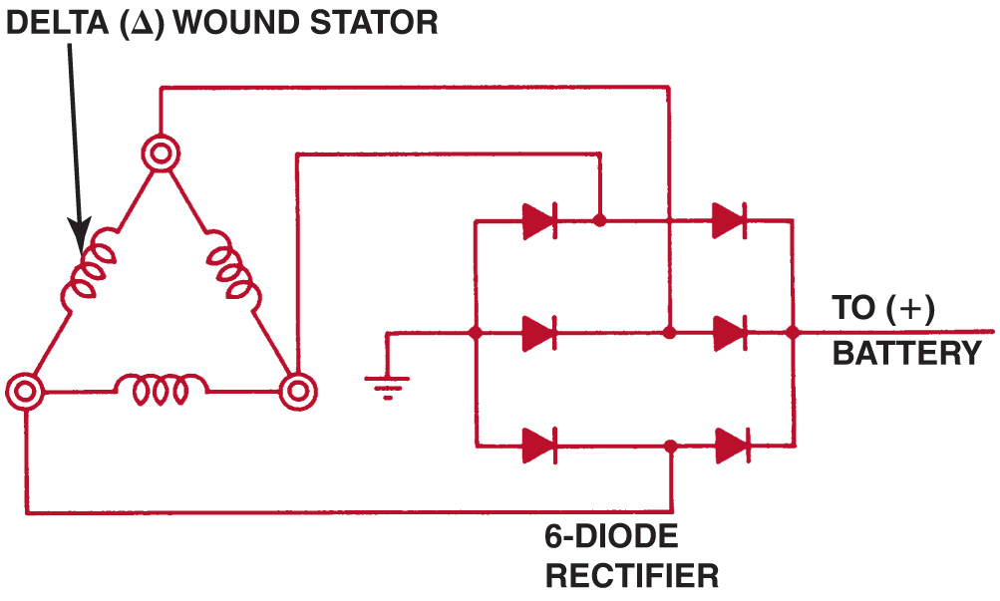 DELTA (Δ) WOUND STATOR
TO (+)
BATTERY
6-DIODE
RECTIFIER